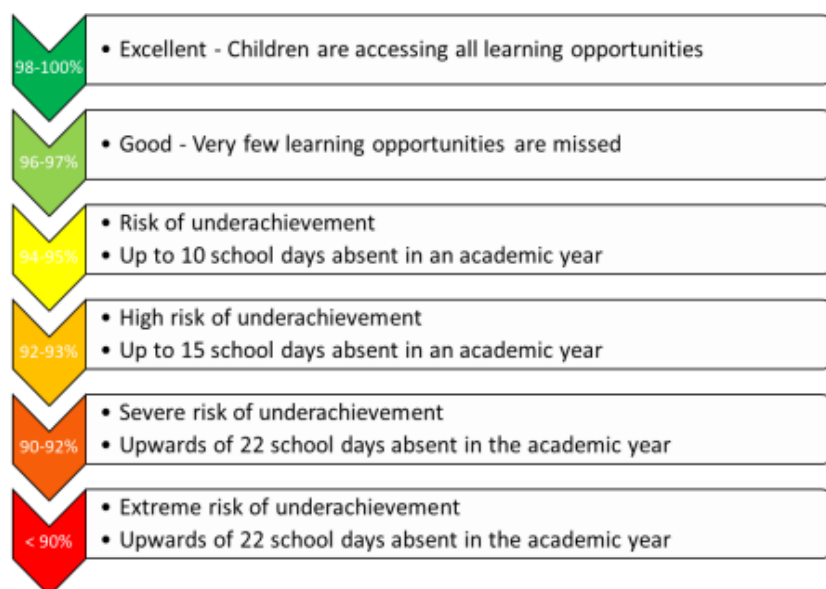 98-100%
• Excellent - Children are accessing all learning opportunities
96-97%
• Good - Very few learning opportunities are missed
94-95%
• Risk of underachievement
• Up to 10 school days absent in an academic year
92-93%
• High risk of underachievement
• Up to 15 school days absent in an academic year
90-92%
• Severe risk of underachievement
• Upwards of 22 school days absent in the academic year
< 90%
• Extreme risk of underachievement
• Upwards of 22 school days absent in the academic year